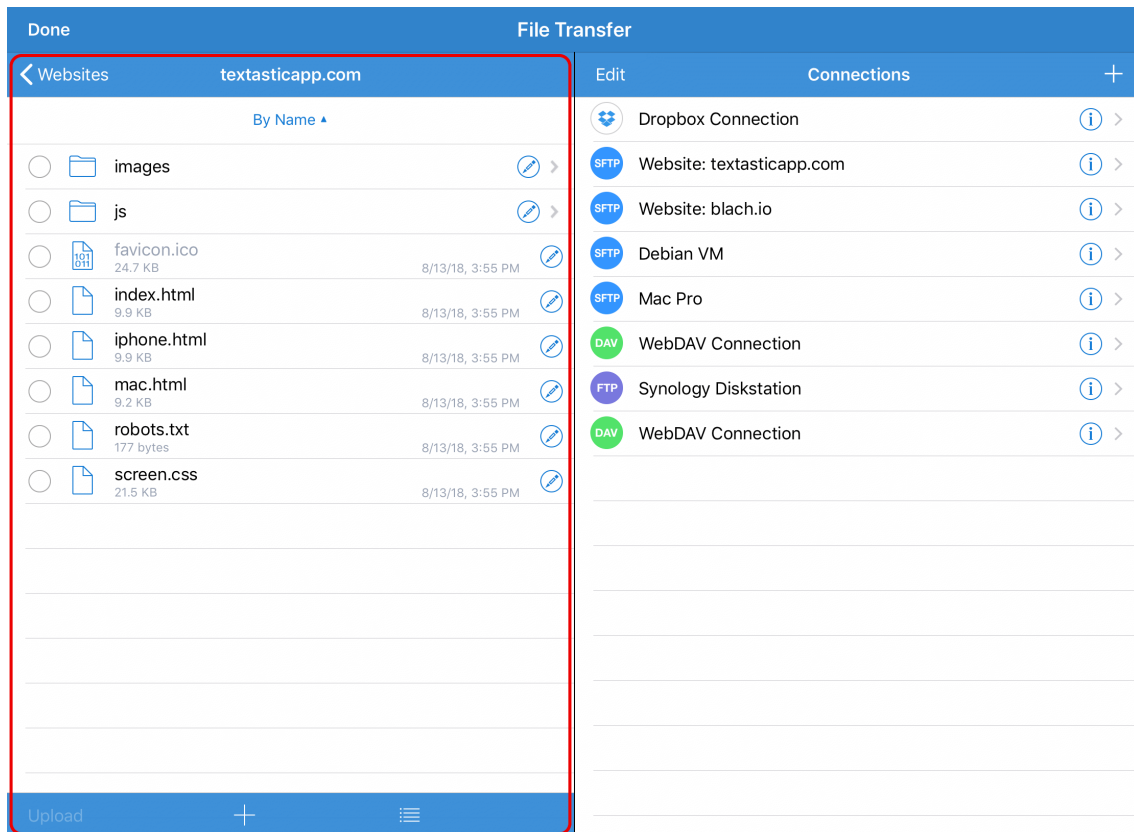 Done
File Transfer
Websites
textasticapp.com
By Name ▲
images
js
101
011
favicon.ico
24.7 KB
8/13/18, 3:55 PM
index.html
9.9 KB
8/13/18, 3:55 PM
iphone.html
9.9 KB
8/13/18, 3:55 PM
mac.html
9.2 KB
8/13/18, 3:55 PM
robots.txt
177 bytes
8/13/18, 3:55 PM
screen.css
21.5 KB
8/13/18, 3:55 PM
Upload
Edit
Connections
Dropbox Connection
SFTP
Website: textasticapp.com
SFTP
Website: blach.io
SFTP
Debian VM
SFTP
Mac Pro
DAV
WebDAV Connection
FTP
Synology Diskstation
DAV
WebDAV Connection